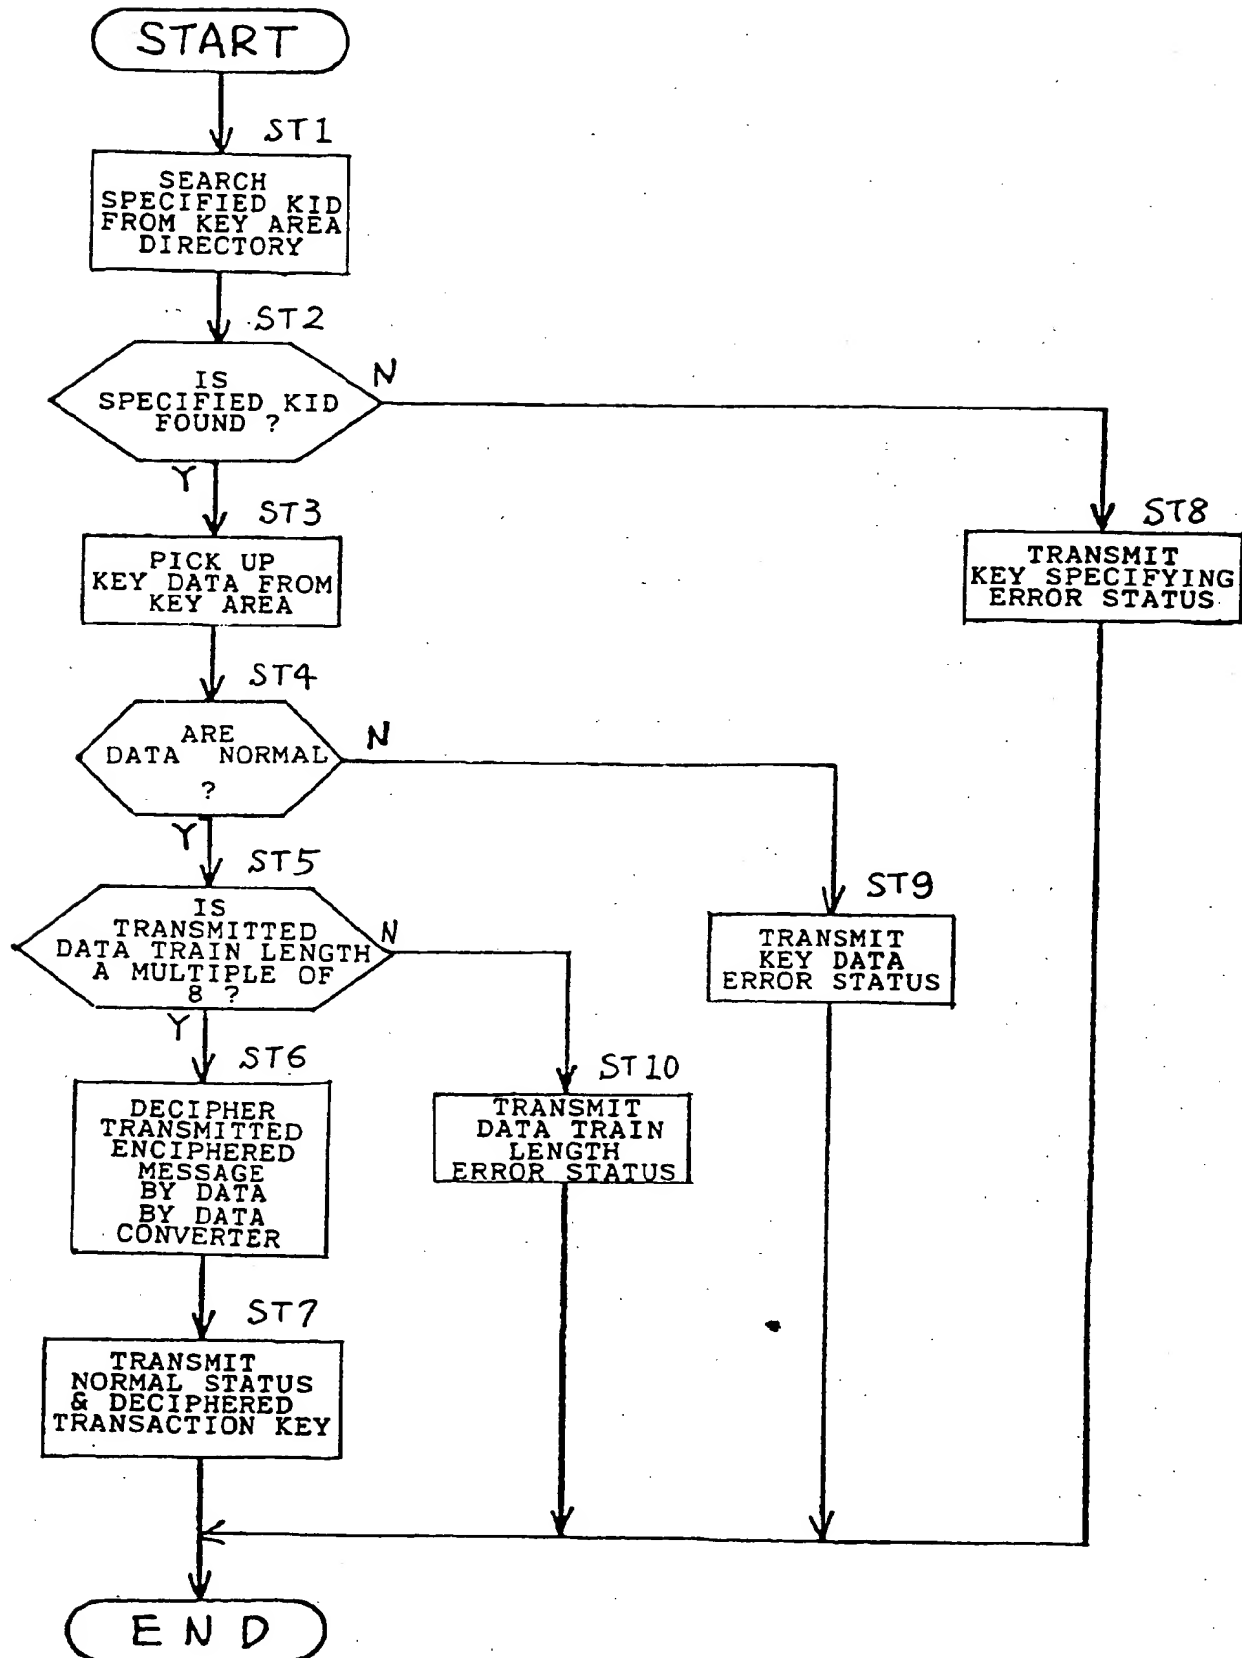 START
ST1
SEARCH
SPECIFIED KID
FROM KEY AREA
DIRECTORY
ST2
IS
SPECIFIED KID
FOUND ?
N
Y
ST3
PICK UP
KEY DATA FROM
KEY AREA
ST8
TRANSMIT
KEY SPECIFYING
ERROR STATUS
ST4
ARE
DATA NORMAL
?
N
Y
ST5
IS
TRANSMITTED
DATA TRAIN LENGTH
A MULTIPLE OF
8 ?
N
Y
ST9
TRANSMIT
KEY DATA
ERROR STATUS
ST6
DECIPHER
TRANSMITTED
ENCIPHERED
MESSAGE
BY DATA
BY DATA
CONVERTER
ST10
TRANSMIT
DATA TRAIN
LENGTH
ERROR STATUS
ST7
TRANSMIT
NORMAL STATUS
& DECIPHERED
TRANSACTION KEY
END